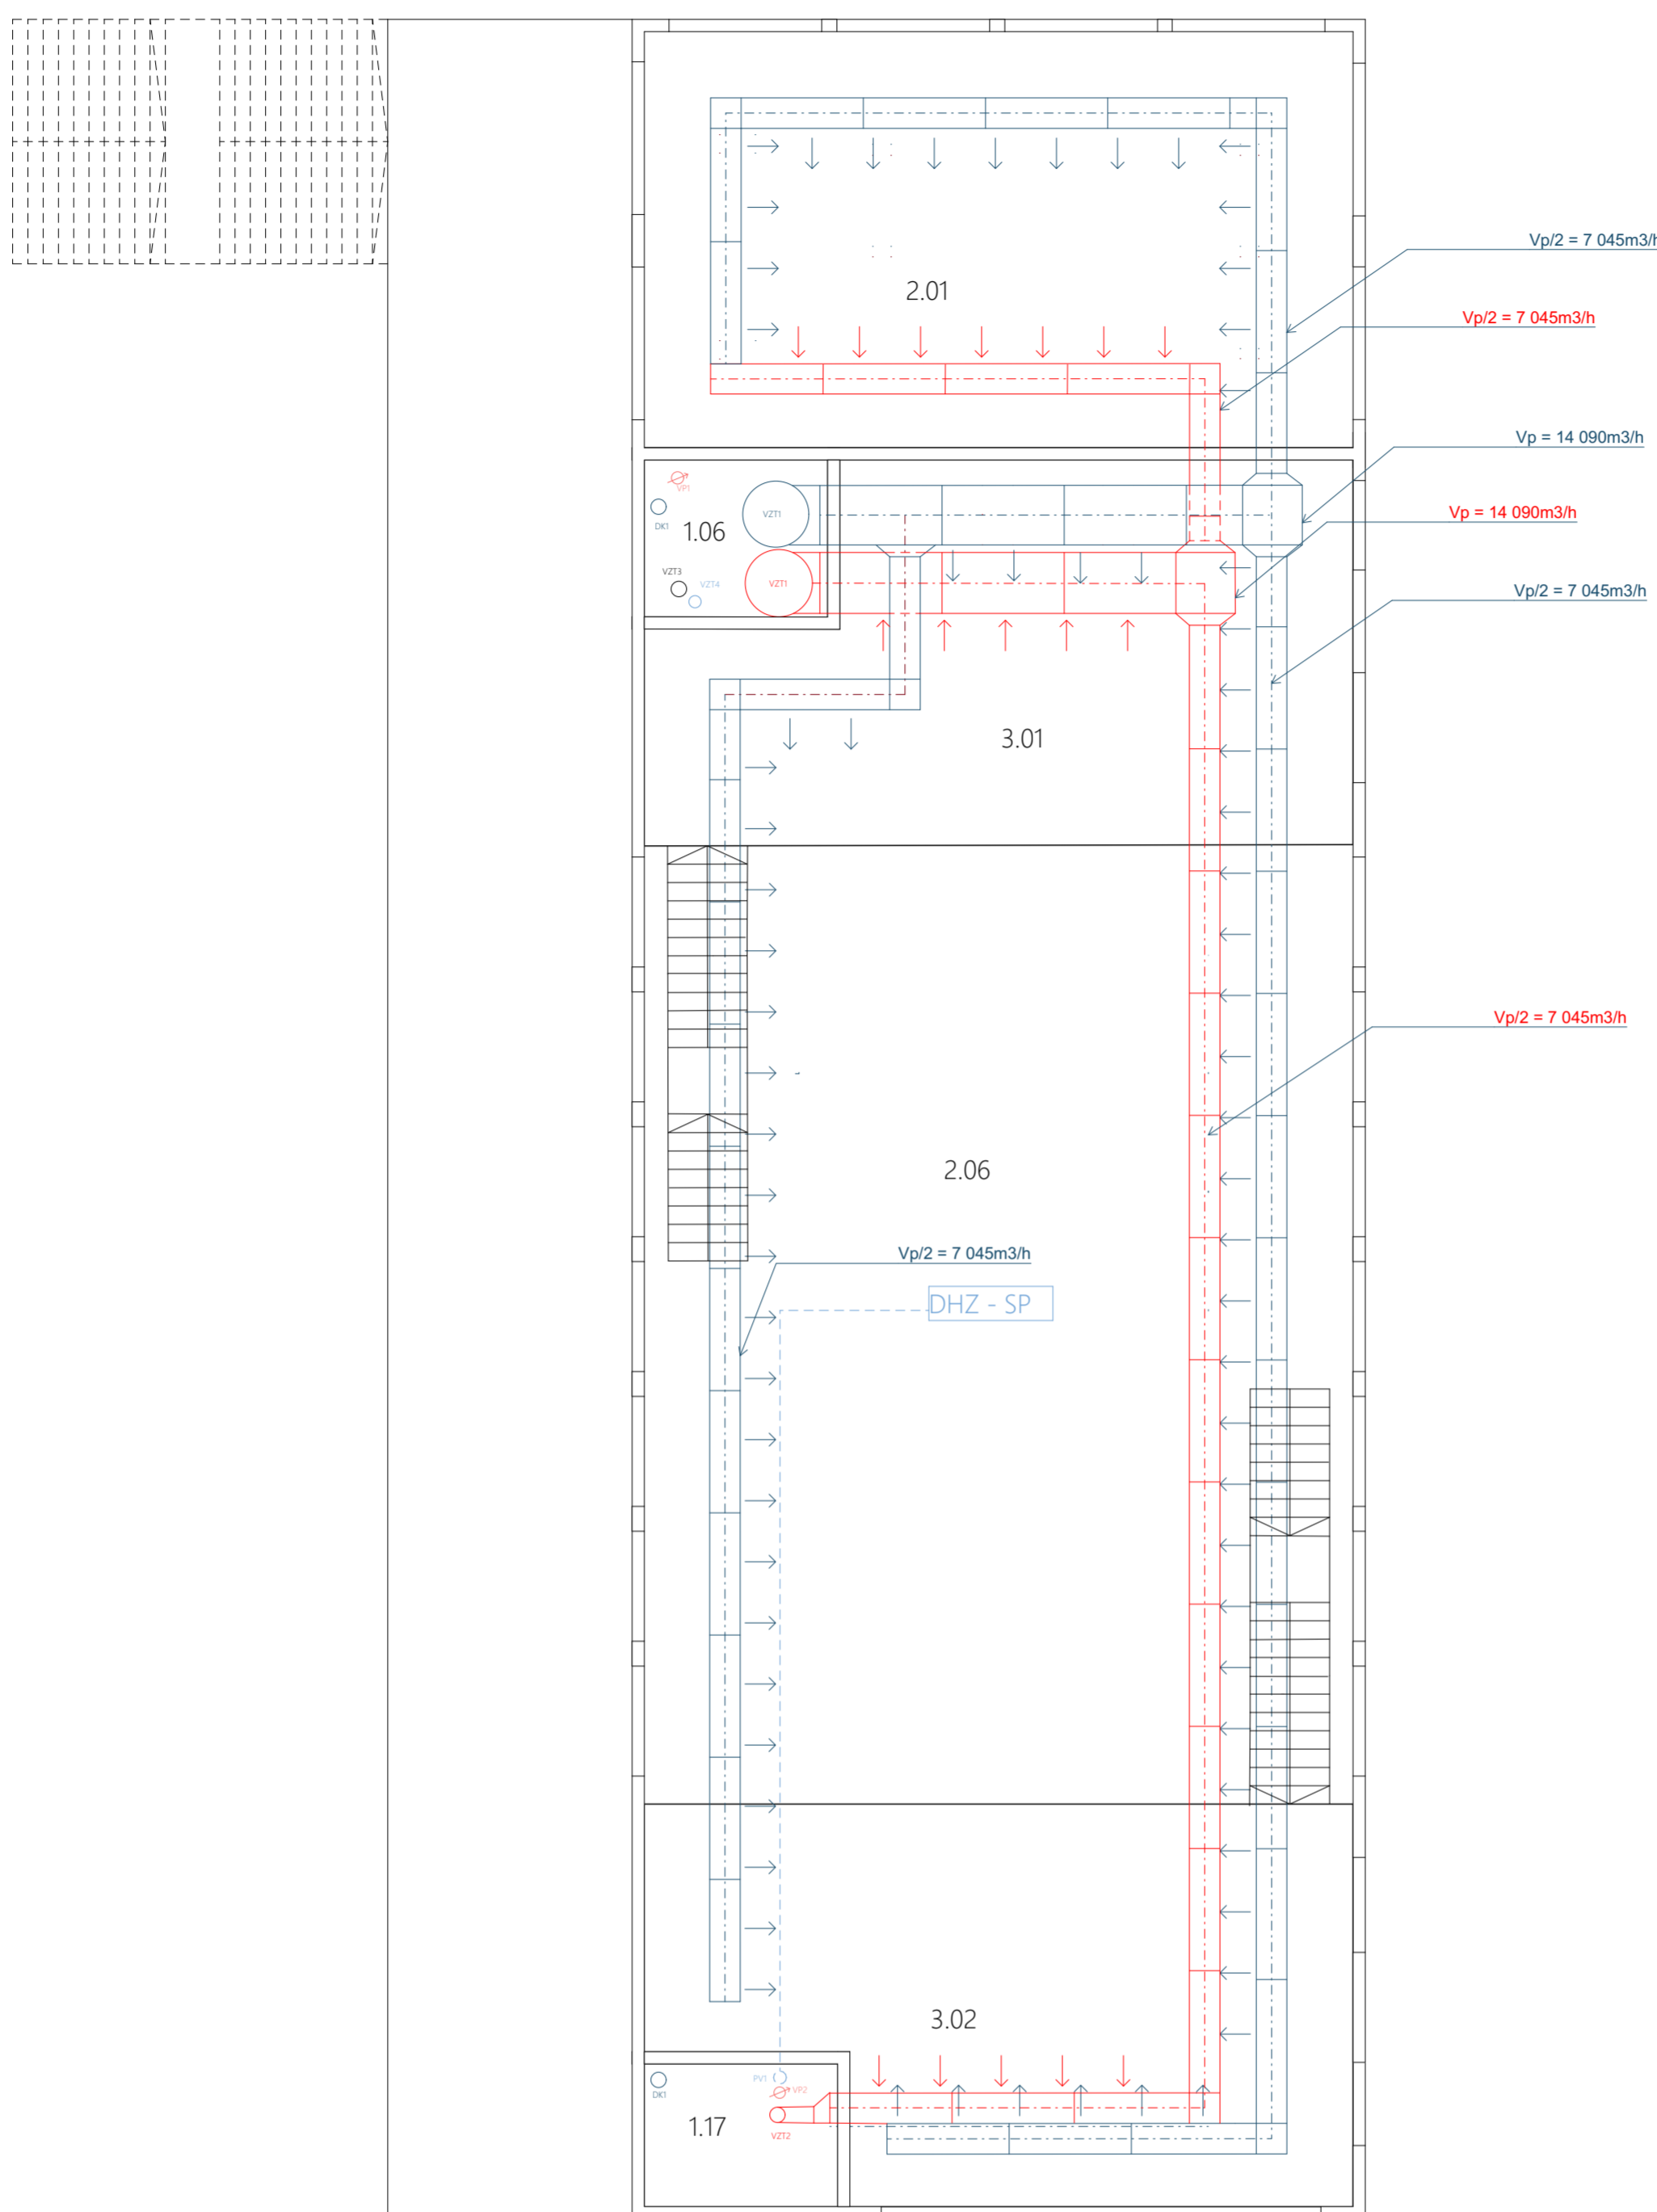 Vp/2 = 7 045m3/h
2.01
Vp/2 = 7 045m3/h
Vp = 14 090m3/h
VP1
DK1
1.06
VZT1
Vp = 14 090m3/h
VZT3
VZT4
VZT1
Vp/2 = 7 045m3/h
3.01
Vp/2 = 7 045m3/h
2.06
Vp/2 = 7 045m3/h
DHZ - SP
3.02
PV1
VP2
DK1
1.17
VZT2